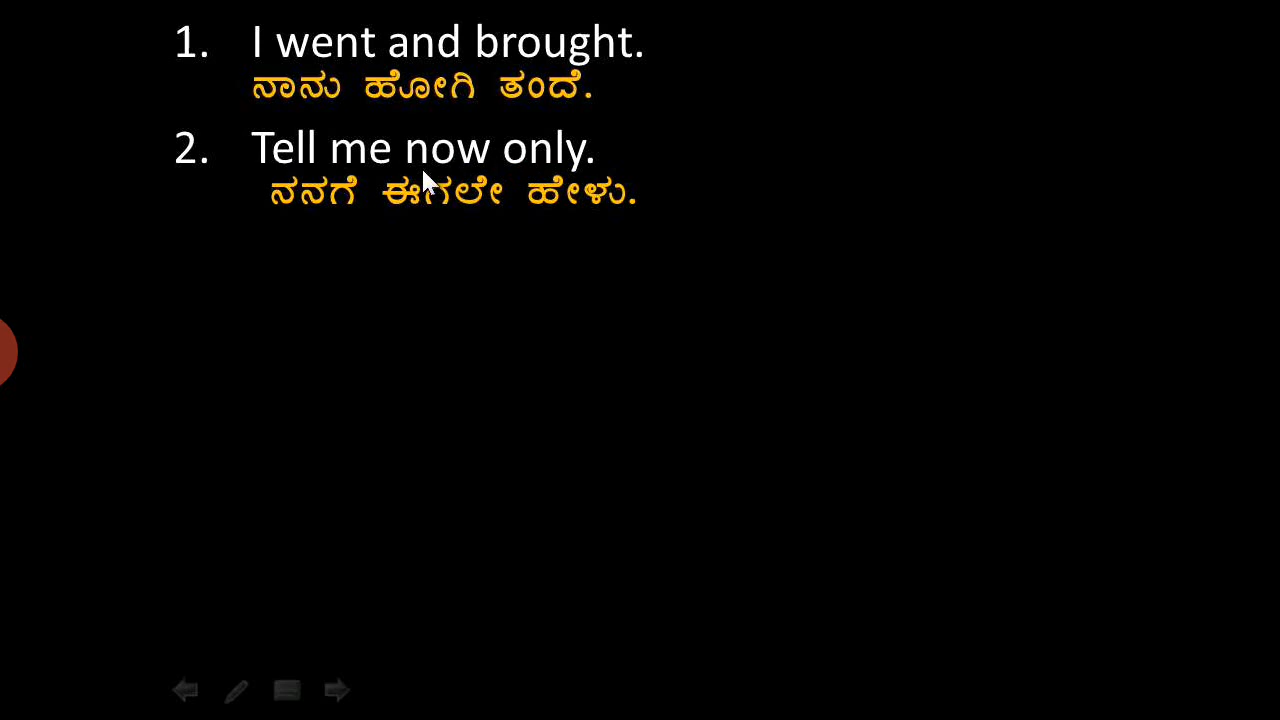 1. I went and brought.
ನಾನು ಹೋಗಿ ತಂದೆ.
2. Tell me now only.
ನನಗೆ ಈಗಲೇ ಹೇಳು.